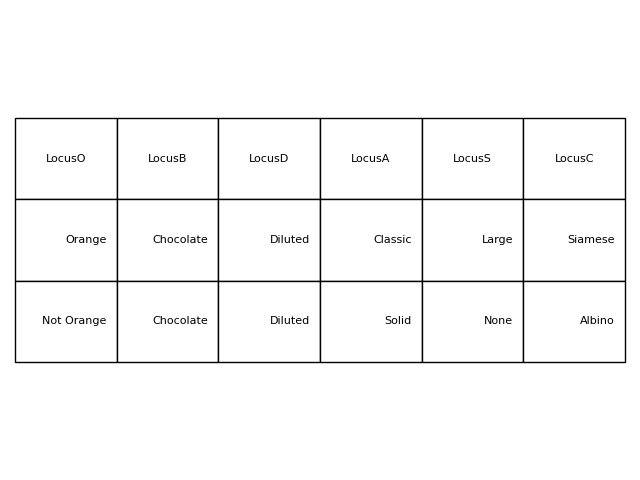 LocusO LocusB LocusD LocusA LocusS LocusC
Orange Chocolate Diluted Classic Large Siamese
Not Orange Chocolate Diluted Solid None Albino